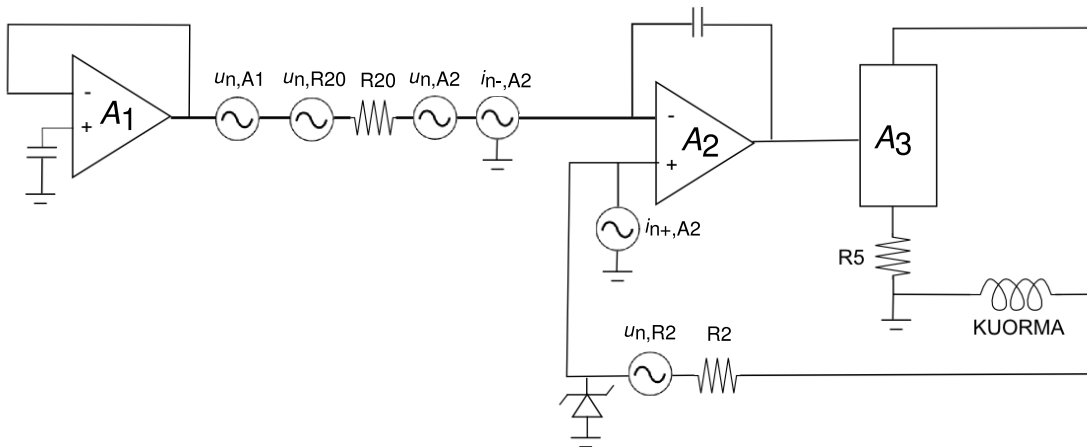 un,A1
un,R20
R20
un,A2
in-,A2
-
A1
+
-
A2
+
A3
in+,A2
R5
KUORMA
un,R2
R2